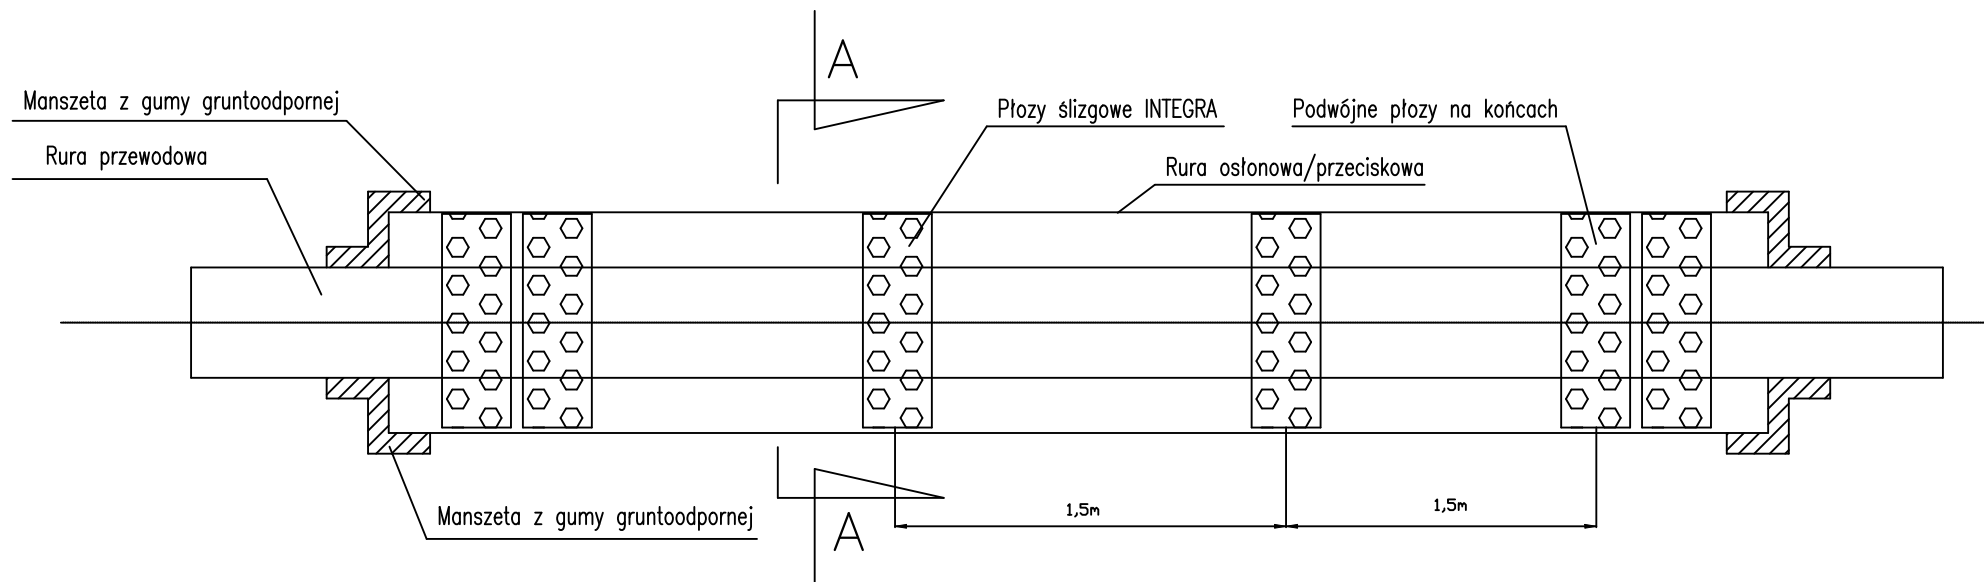 A
Manszeta z gumy gruntoodpornej
Płozy ślizgowe INTEGRA
Podwójne płozy na końcach
Rura przewodowa
Rura osłonowa/przeciskowa
Manszeta z gumy gruntoodpornej
1,5m
1,5m
A